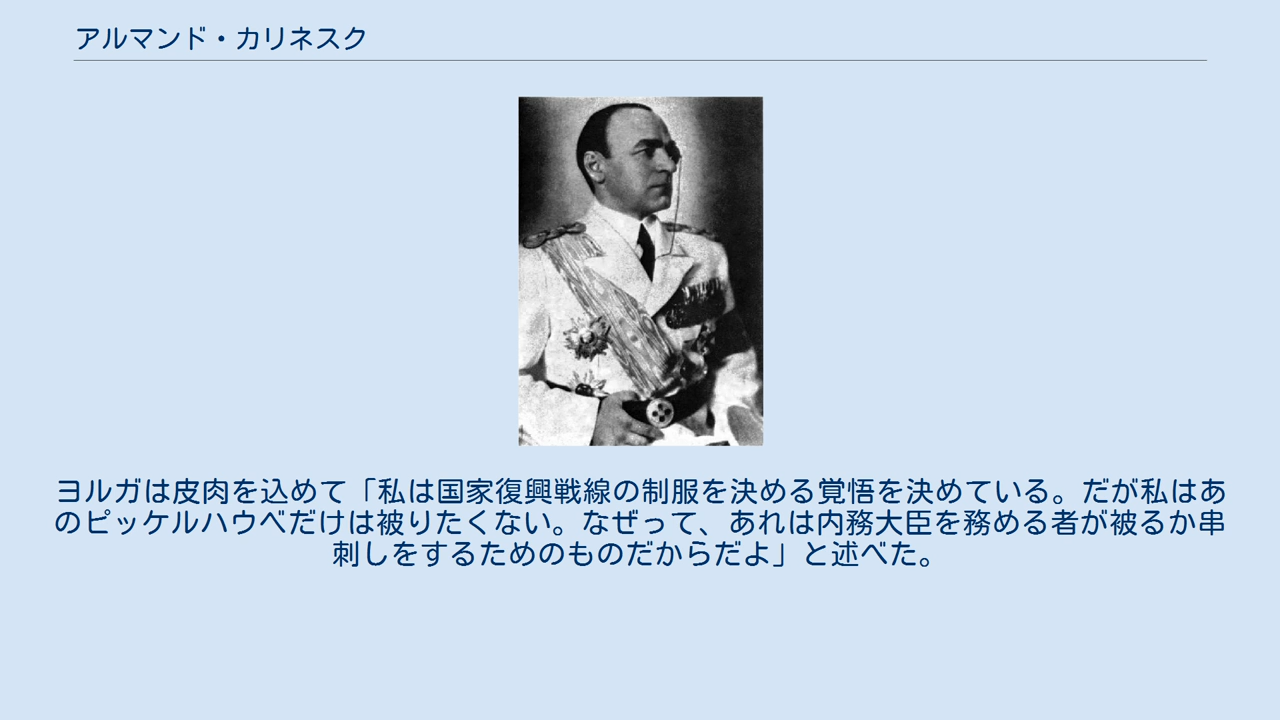 アルマンド・カリネスク
ヨルガは皮肉を込めて「私は国家復興戦線の制服を決める覚悟を決めている。だが私はあ
のピッケルハウベだけは被りたくない。なぜって、あれは内務大臣を務める者が被るか串
刺しをするためのものだからだよ」と述べた。